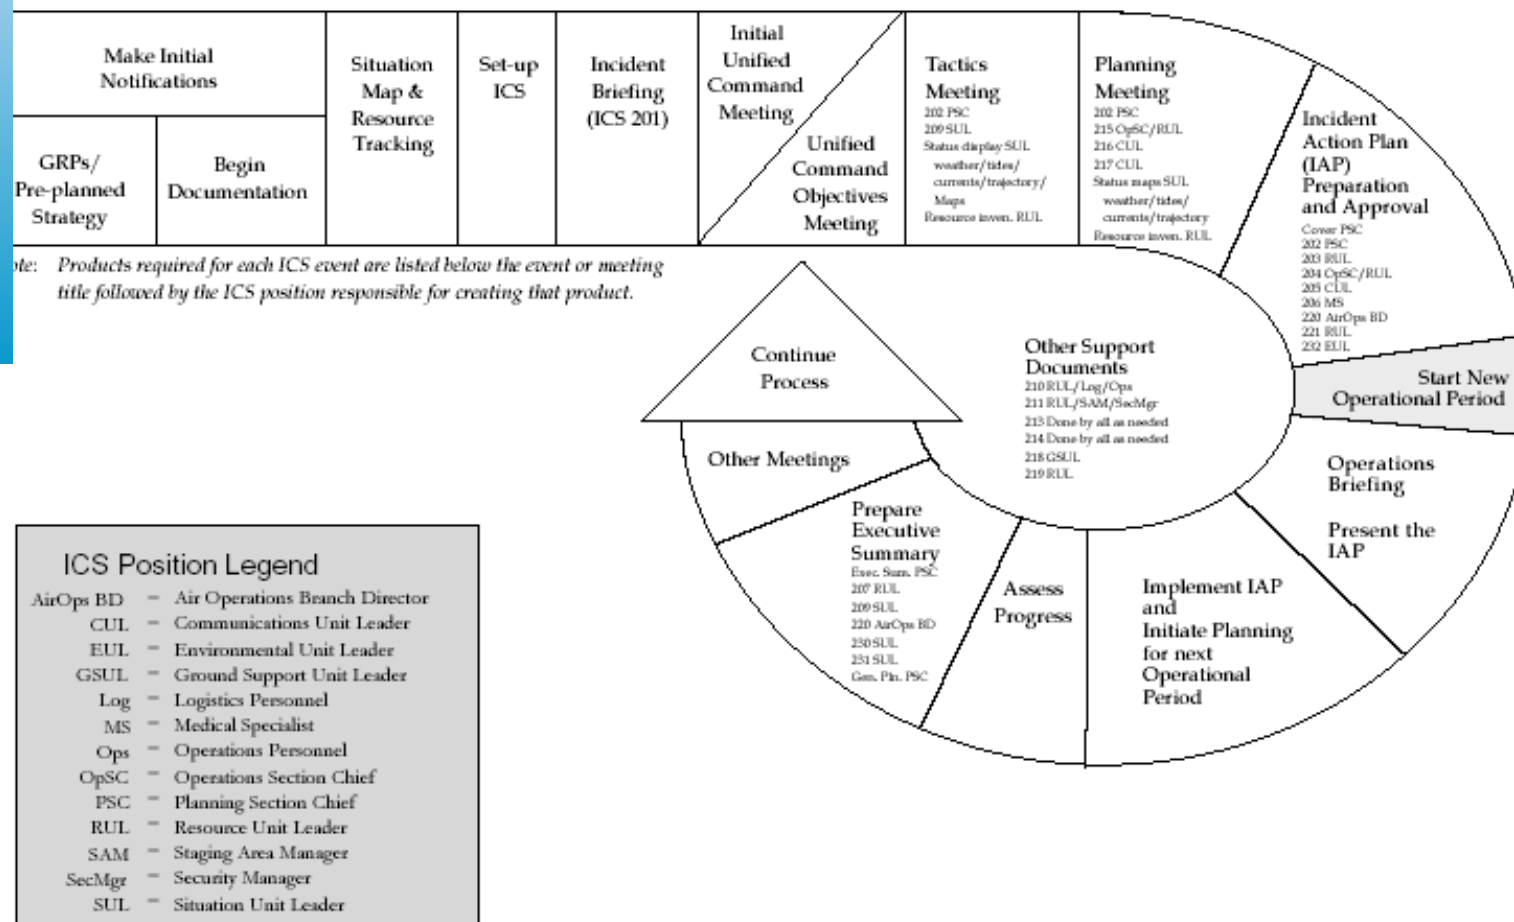 Make Initial
Notifications
GRPs/
Pre-planned
Strategy
Begin
Documentation
Situation
Map &
Resource
Tracking
Set-up
ICS
Incident
Briefing
(ICS 201)
Initial
Unified
Command
Meeting
Unified
Command
Objectives
Meeting
Tactics
Meeting
202 PSC
209 SUL
Status display SUL
weather/tides/
currents/trajectory/
Maps
Resource inven. RUL
Planning
Meeting
202 PSC
215 OpSC/RUL
216 CUL
217 CUL
Status maps SUL
weather/tides/
currents/trajectory
Resource inven. RUL
Incident
Action Plan
(IAP)
Preparation
and Approval
Cover PSC
202 PSC
203 RUL
204 OpSC/RUL
205 CUL
206 MS
220 AirOps BD
221 RUL
232 EUL
Start New
Operational Period
Operations
Briefing
Present the
IAP
Implement IAP
and
Initiate Planning
for next
Operational
Period
Assess
Progress
Prepare
Executive
Summary
Exec. Sum. PSC
207 RUL
209 SUL
220 AirOps BD
230 SUL
231 SUL
Gen. Pln. PSC
Other Meetings
Continue
Process
Other Support
Documents
210 RUL/Log/Ops
211 RUL/SAM/SecMgr
213 Done by all as needed
214 Done by all as needed
218 GSUL
219 RUL
te: Products required for each ICS event are listed below the event or meeting
title followed by the ICS position responsible for creating that product.
ICS Position Legend
AirOps BD – Air Operations Branch Director
CUL – Communications Unit Leader
EUL – Environmental Unit Leader
GSUL – Ground Support Unit Leader
Log – Logistics Personnel
MS – Medical Specialist
Ops – Operations Personnel
OpSC – Operations Section Chief
PSC – Planning Section Chief
RUL – Resource Unit Leader
SAM – Staging Area Manager
SecMgr – Security Manager
SUL – Situation Unit Leader